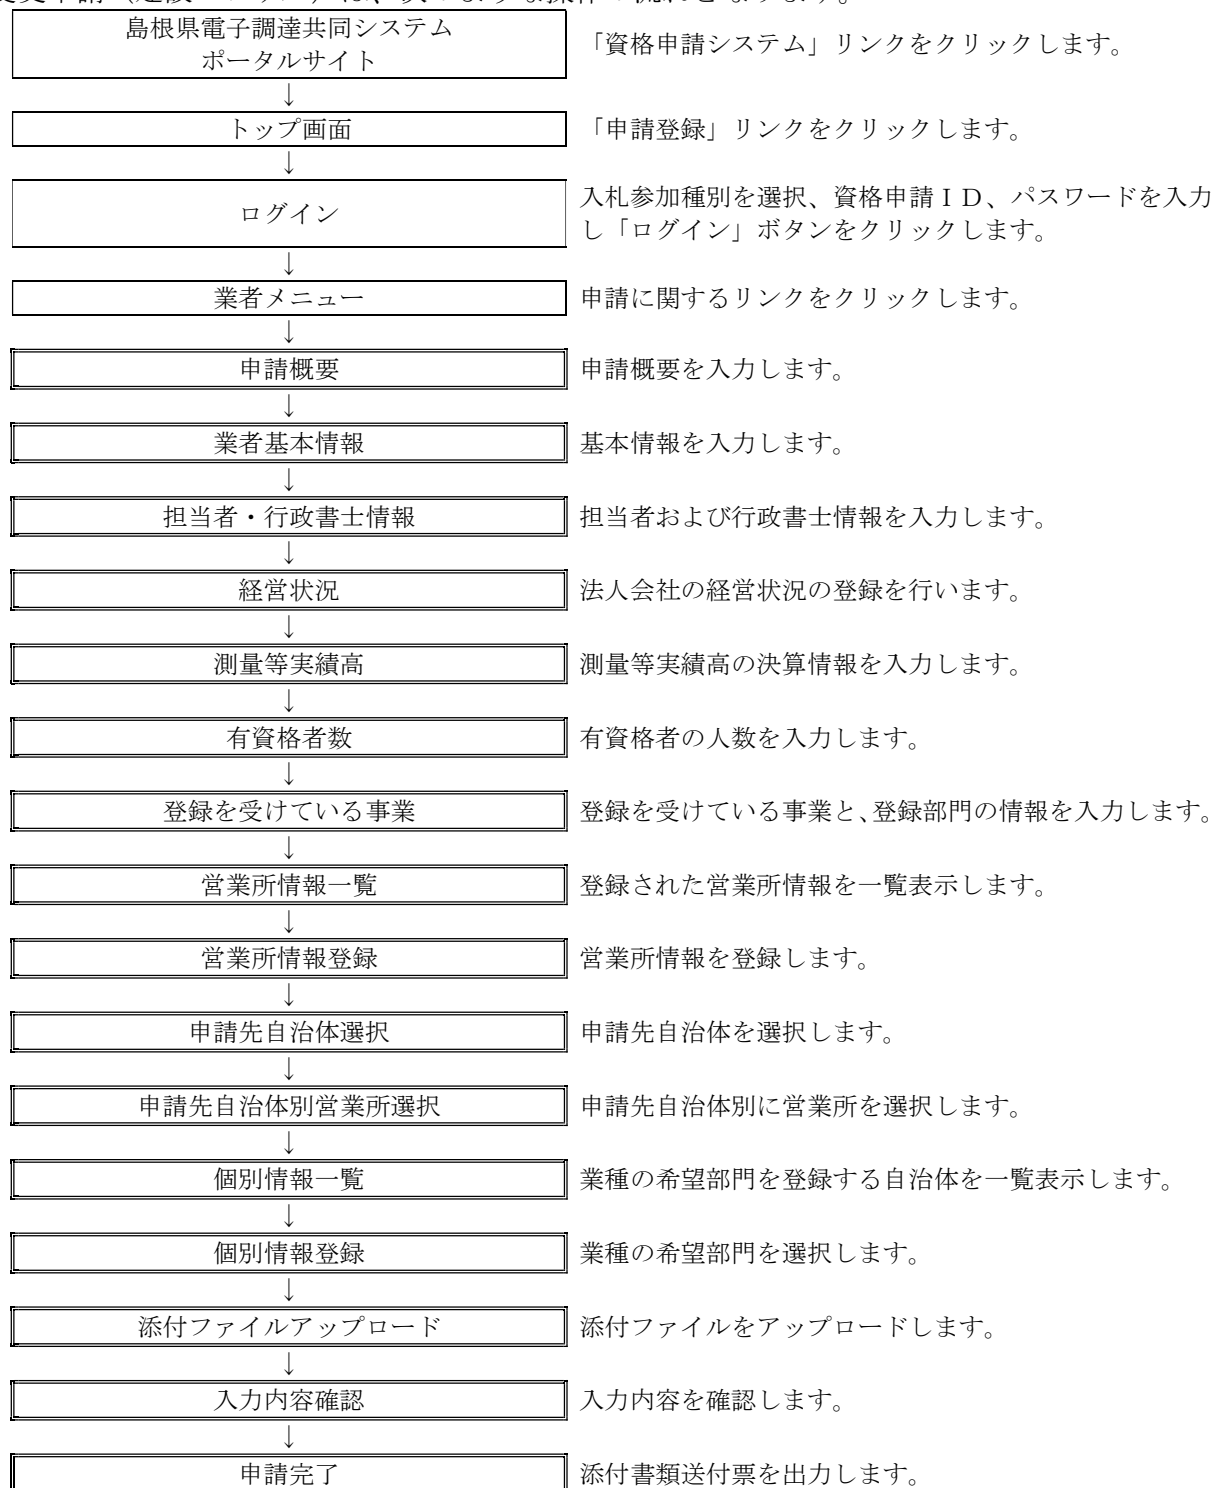 島根県電子調達共同システム
ポータルサイト
「資格申請システム」リンクをクリックします。
↓
トップ画面
「申請登録」リンクをクリックします。
↓
ログイン
入札参加種別を選択、資格申請ＩＤ、パスワードを入力
し「ログイン」ボタンをクリックします。
↓
業者メニュー
申請に関するリンクをクリックします。
↓
申請概要
申請概要を入力します。
↓
業者基本情報
基本情報を入力します。
↓
担当者・行政書士情報
担当者および行政書士情報を入力します。
↓
経営状況
法人会社の経営状況の登録を行います。
↓
測量等実績高
測量等実績高の決算情報を入力します。
↓
有資格者数
有資格者の人数を入力します。
↓
登録を受けている事業
登録を受けている事業と、登録部門の情報を入力します。
↓
営業所情報一覧
登録された営業所情報を一覧表示します。
↓
営業所情報登録
営業所情報を登録します。
↓
申請先自治体選択
申請先自治体を選択します。
↓
申請先自治体別営業所選択
申請先自治体別に営業所を選択します。
↓
個別情報一覧
業種の希望部門を登録する自治体を一覧表示します。
↓
個別情報登録
業種の希望部門を選択します。
↓
添付ファイルアップロード
添付ファイルをアップロードします。
↓
入力内容確認
入力内容を確認します。
↓
申請完了
添付書類送付票を出力します。